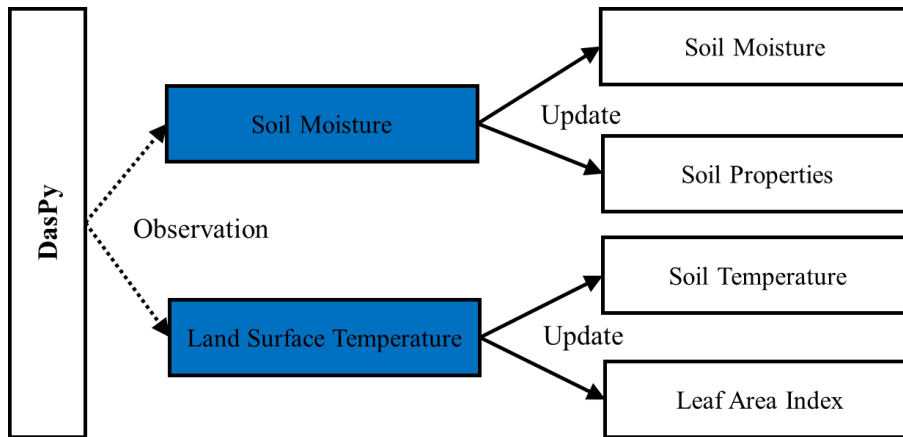 DasPy
Observation
Soil Moisture
Land Surface Temperature
Update
Update
Soil Moisture
Soil Properties
Soil Temperature
Leaf Area Index